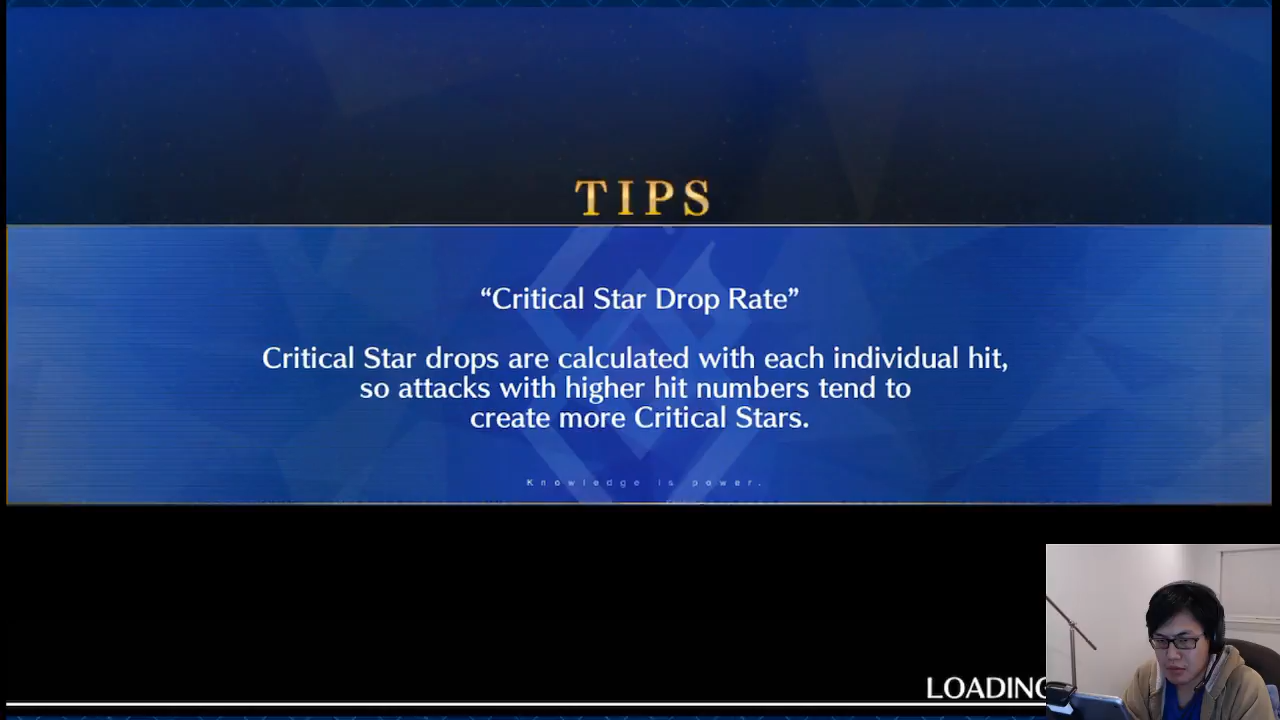 TIPS
“Critical Star Drop Rate”
Critical Star drops are calculated with each individual hit,
so attacks with higher hit numbers tend to
create more Critical Stars.
Knowledge is power.
LOADING